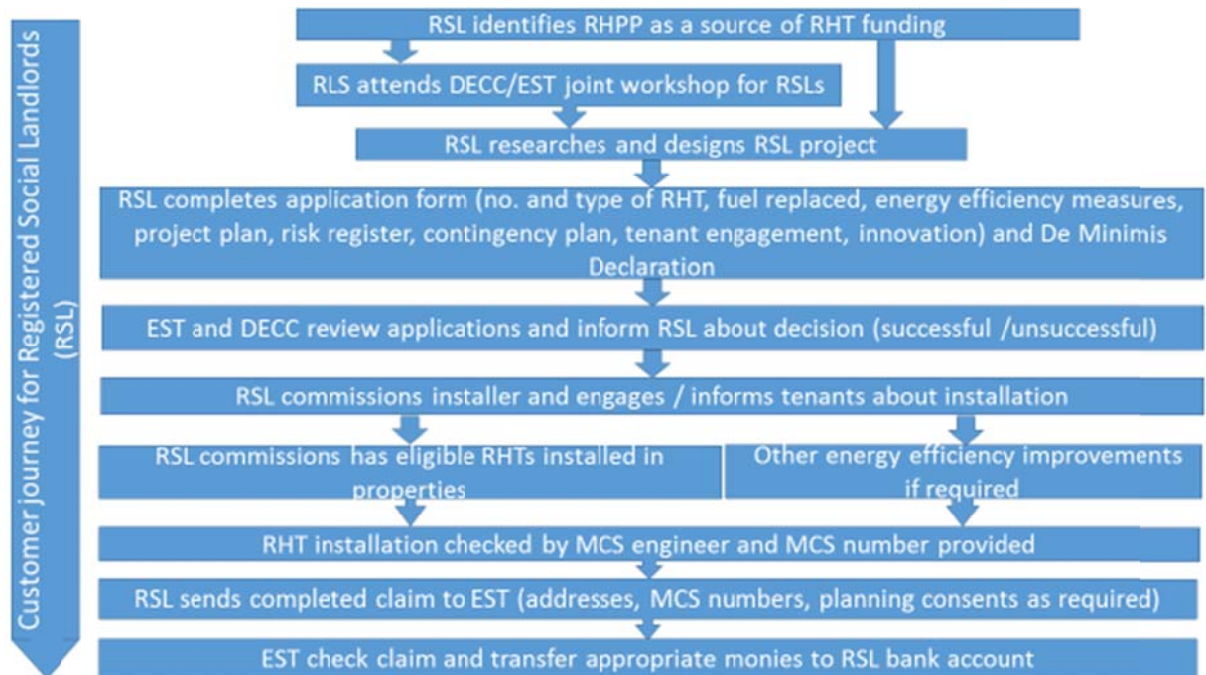 Customer journey for Registered Social Landlords
(RSL)
RSL identifies RHPP as a source of RHT funding
RLS attends DECC/EST joint workshop for RSLs
RSL researches and designs RSL project
RSL completes application form (no. and type of RHT, fuel replaced, energy efficiency measures,
project plan, risk register, contingency plan, tenant engagement, innovation) and De Minimis
Declaration
EST and DECC review applications and inform RSL about decision (successful /unsuccessful)
RSL commissions installer and engages / informs tenants about installation
RSL commissions has eligible RHTs installed in
properties
Other energy efficiency improvements
if required
RHT installation checked by MCS engineer and MCS number provided
RSL sends completed claim to EST (addresses, MCS numbers, planning consents as required)
EST check claim and transfer appropriate monies to RSL bank account